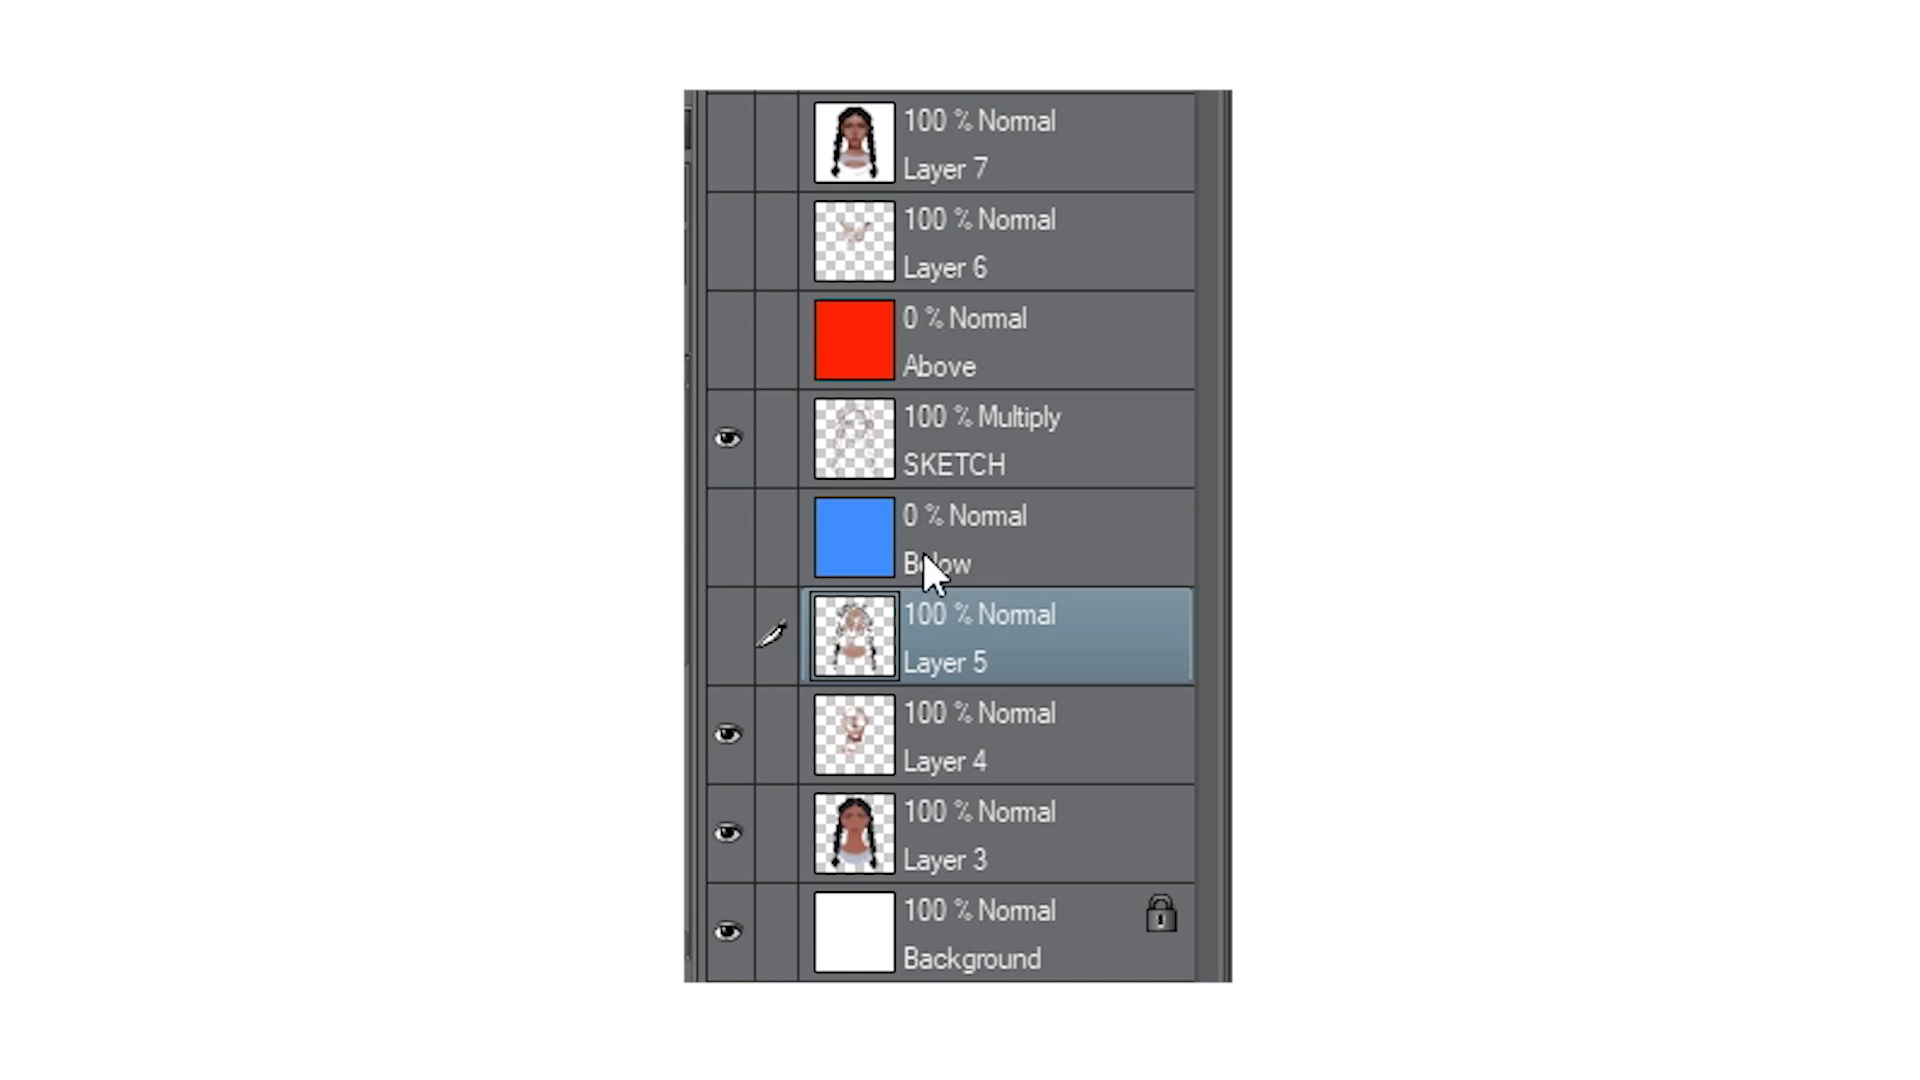 100 % Normal
Layer 7
100 % Normal
Layer 6
0 % Normal
Above
100 % Multiply
SKETCH
0 % Normal
Below
100 % Normal
Layer 5
100 % Normal
Layer 4
100 % Normal
Layer 3
100 % Normal
Background